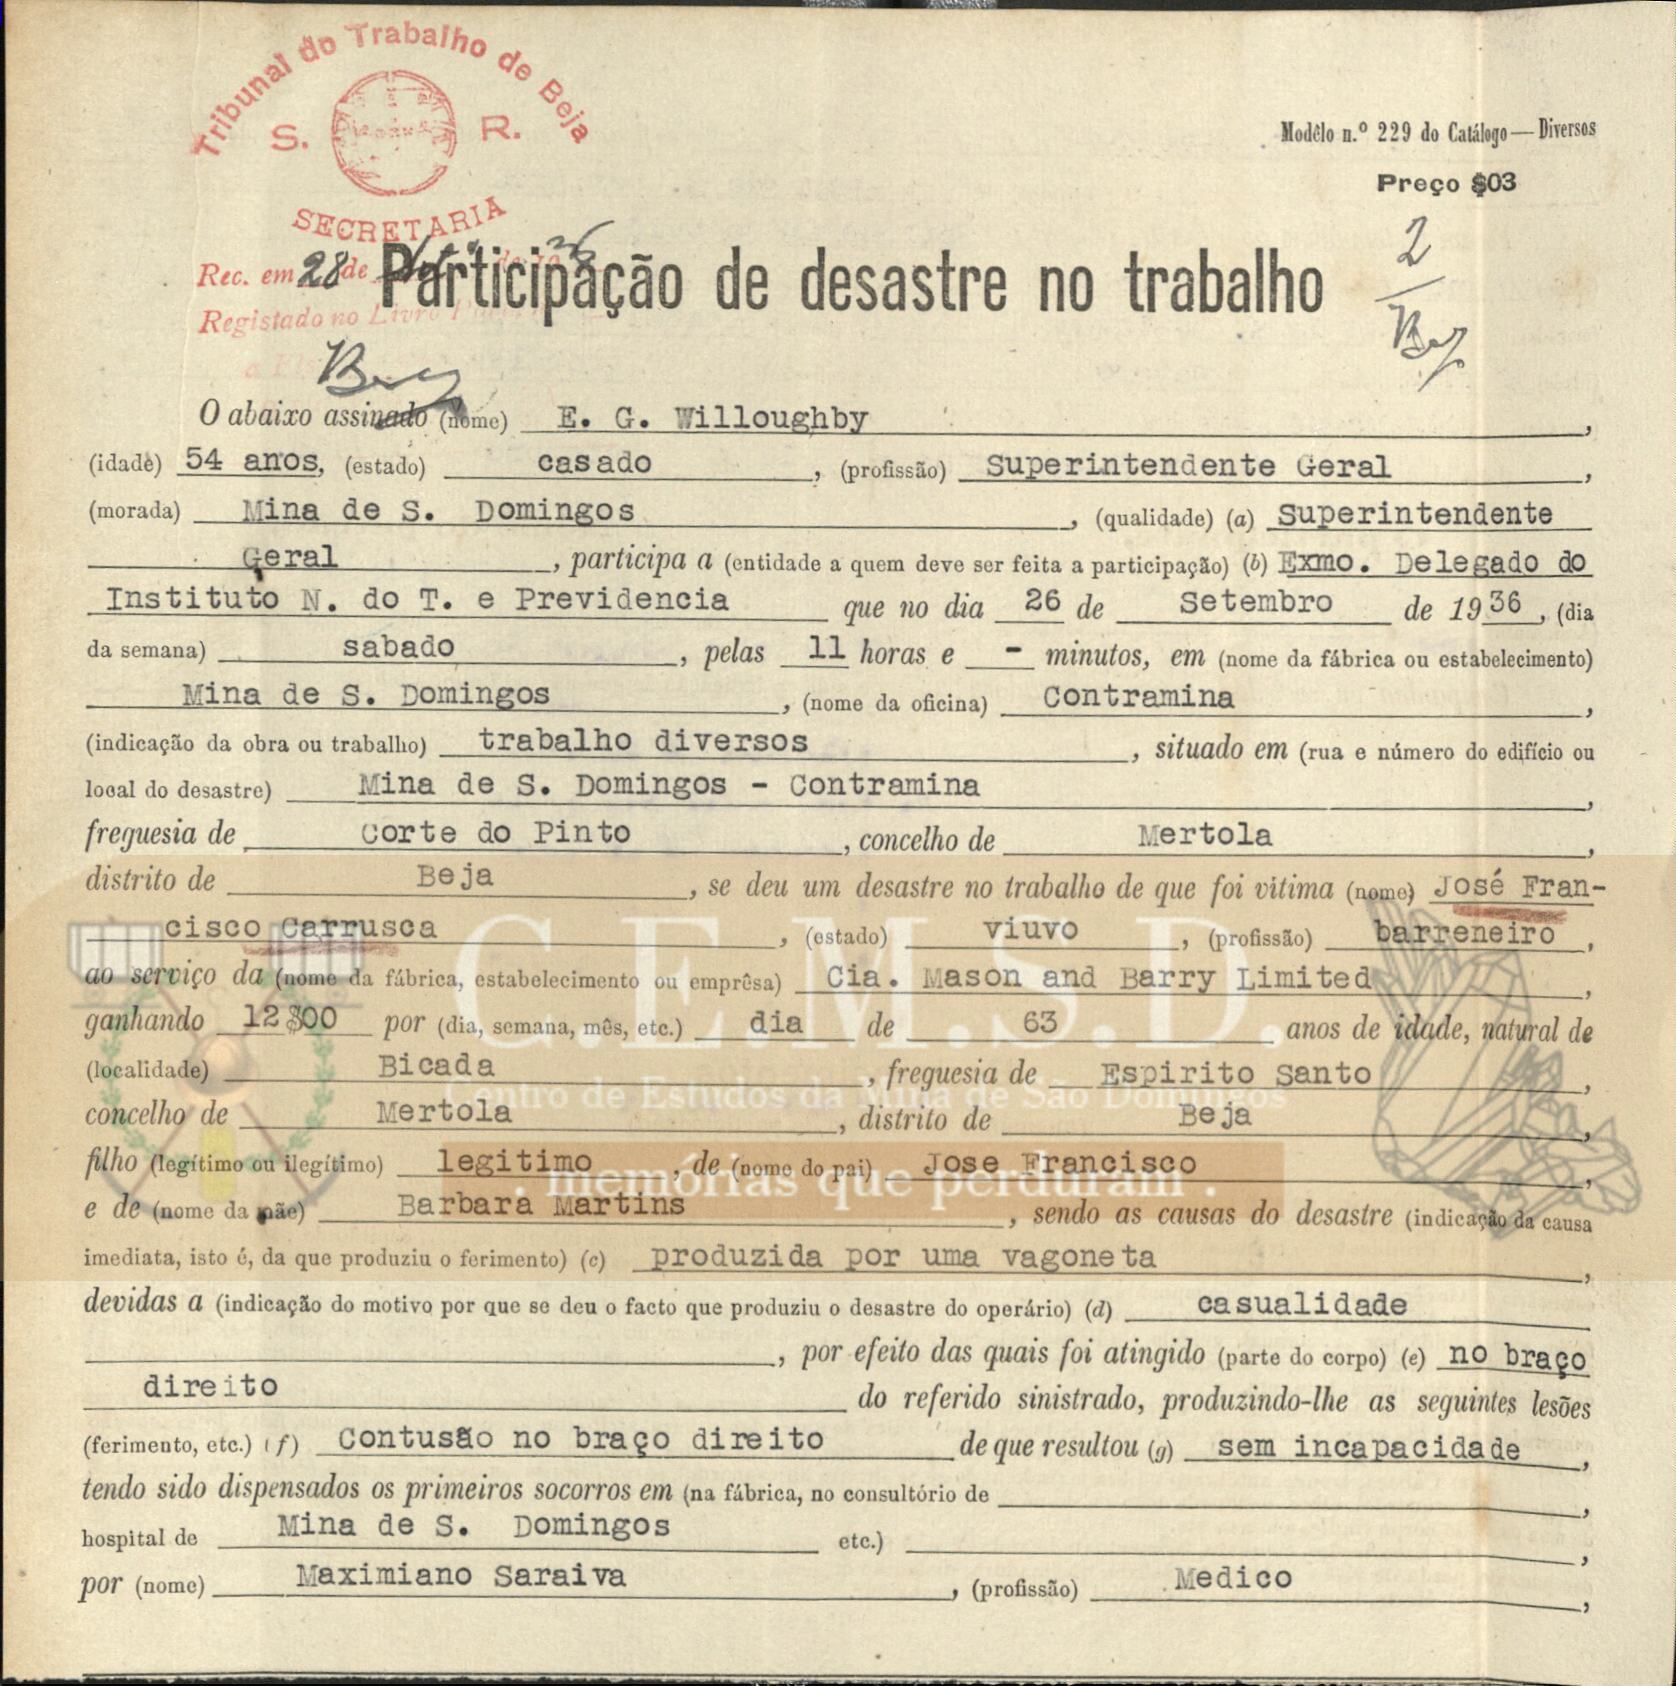 Tribunal do Trabalho de Beja
S. R.
SECRETARIA
Modêlo n.º 229 do Catálogo — Diversos
Preço $03
2
Rec. em 28 de
Participação de desastre no trabalho
Registado no Livro
O abaixo assinado (nome) E. G. Willoughby,
(idade) 54 anos, (estado) casado, (profissão) Superintendente Geral,
(morada) Mina de S. Domingos, (qualidade) (a) Superintendente
Geral, participa a (entidade a quem deve ser feita a participação) (b) Exmo. Delegado do
Instituto N. do T. e Previdencia que no dia 26 de Setembro de 1936, (dia
da semana) sabado, pelas 11 horas e - minutos, em (nome da fábrica ou estabelecimento)
Mina de S. Domingos, (nome da oficina) Contramina,
(indicação da obra ou trabalho) trabalho diversos, situado em (rua e número do edifício ou
local do desastre) Mina de S. Domingos - Contramina,
freguesia de Corte do Pinto, concelho de Mertola,
distrito de Beja, se deu um desastre no trabalho de que foi vítima (nome) José Fran-
cisco Carrusca, (estado) viuvo, (profissão) barreneiro,
ao serviço da (nome da fábrica, estabelecimento ou emprêsa) Cia. Mason and Barry Limited,
ganhando 12$00 por (dia, semana, mês, etc.) dia de 63 anos de idade, natural de
C.E.M.S.D.
(localidade) Bicada, freguesia de Espirito Santo,
Centro de Estudos da Mina de São Domingos
concelho de Mertola, distrito de Beja,
filho (legítimo ou ilegítimo) legitimo, de (nome do pai) Jose Francisco,
. memórias que perduram .
e de (nome da mãe) Barbara Martins, sendo as causas do desastre (indicação da causa
imediata, isto é, da que produziu o ferimento) (c) produzida por uma vagoneta,
devidas a (indicação do motivo por que se deu o facto que produziu o desastre do operário) (d) casualidade
, por efeito das quais foi atingido (parte do corpo) (e) no braço
direito do referido sinistrado, produzindo-lhe as seguintes lesões
(ferimento, etc.) (f) Contusão no braço direito de que resultou (g) sem incapacidade,
tendo sido dispensados os primeiros socorros em (na fábrica, no consultório de ,
hospital de Mina de S. Domingos etc.) ,
por (nome) Maximiano Saraiva, (profissão) Medico,